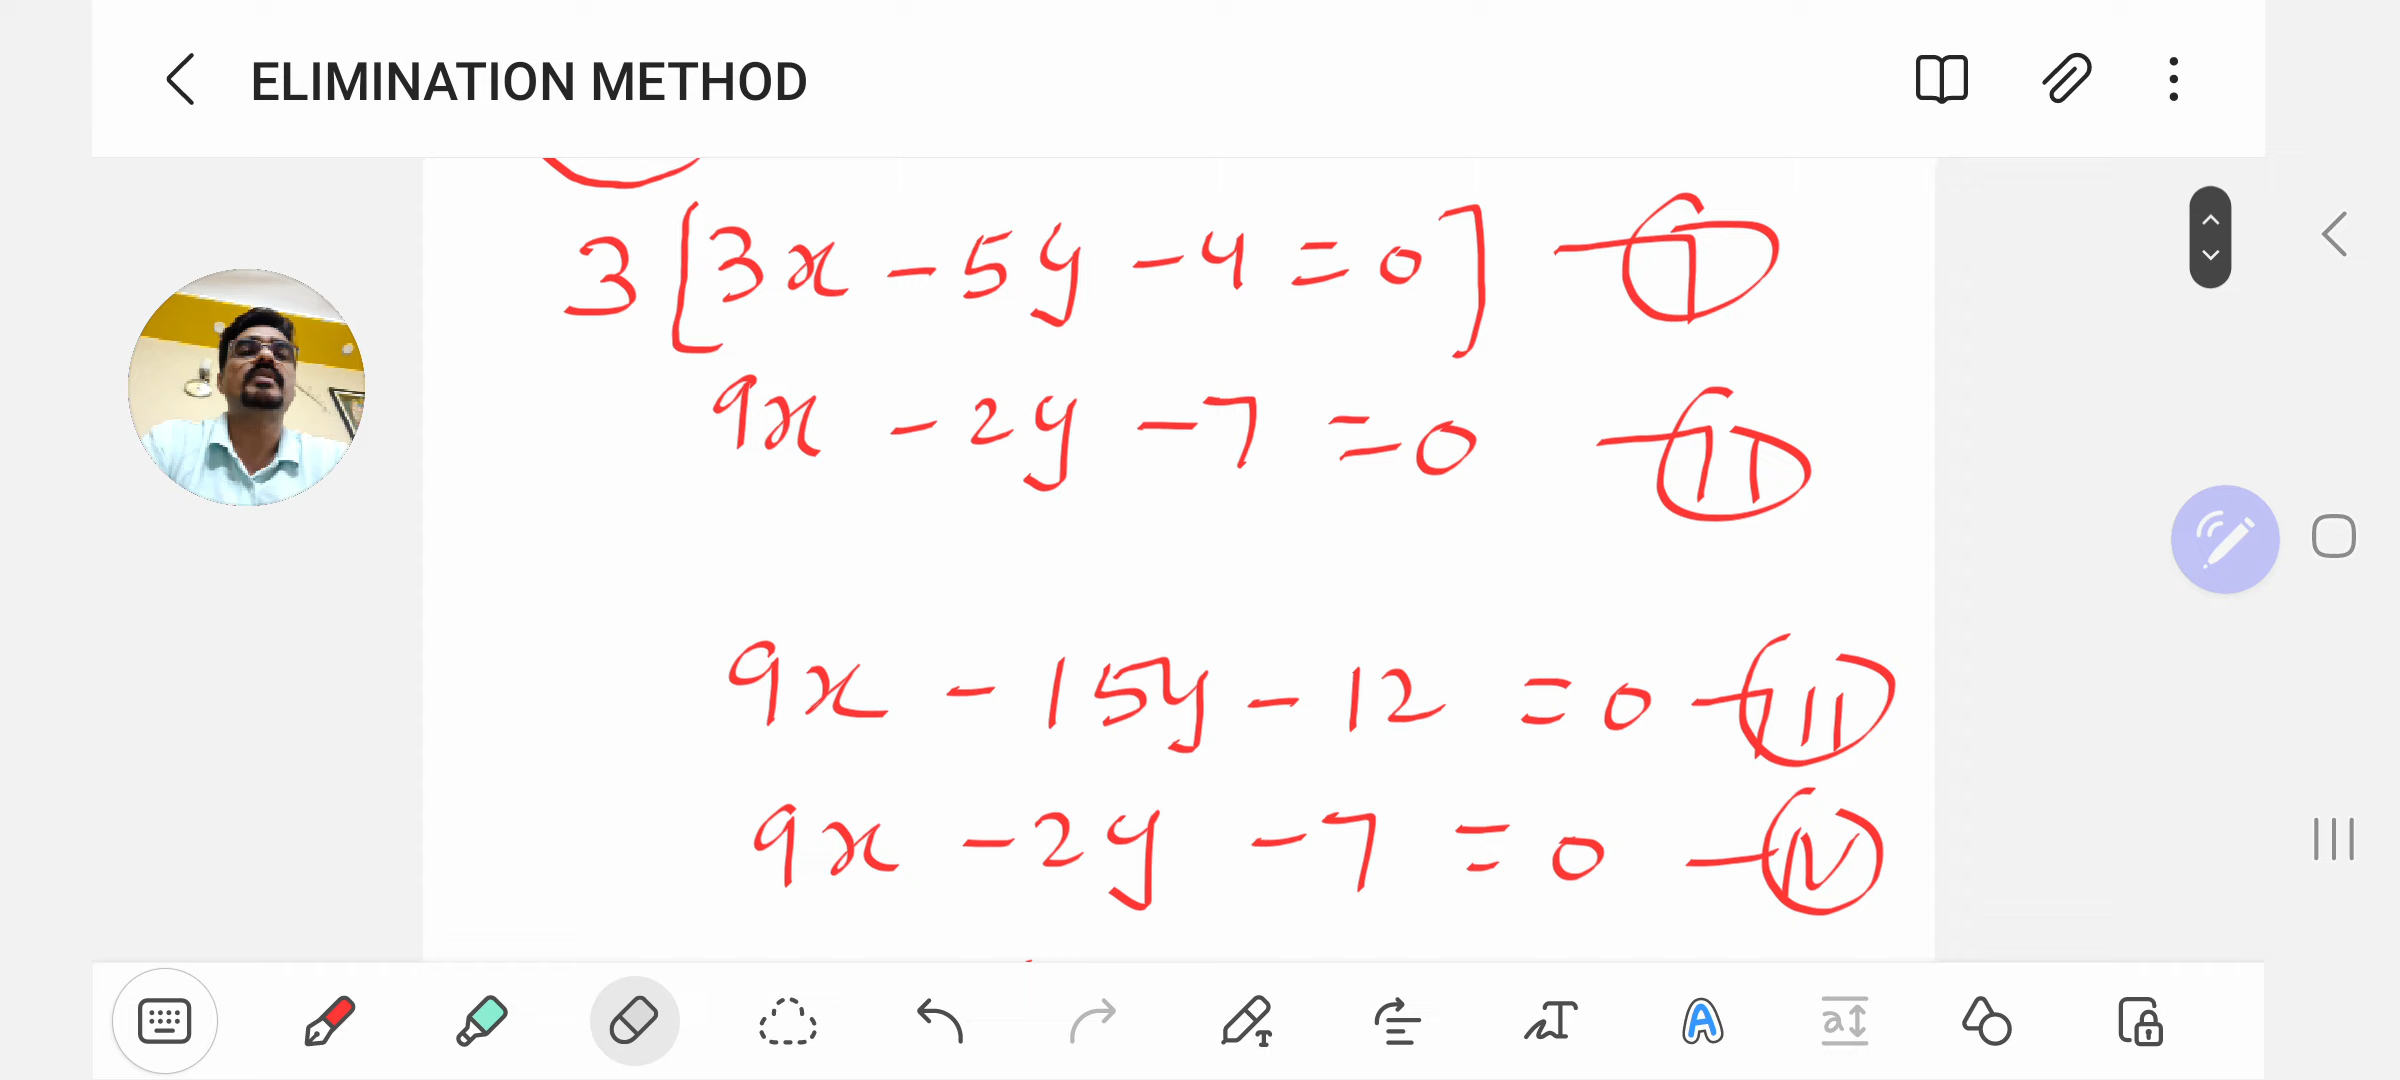 ELIMINATION METHOD
3[3x - 5y - 4 = 0] - I
9x - 2y - 7 = 0 - II
9x - 15y - 12 = 0 - III
9x - 2y - 7 = 0 - IV